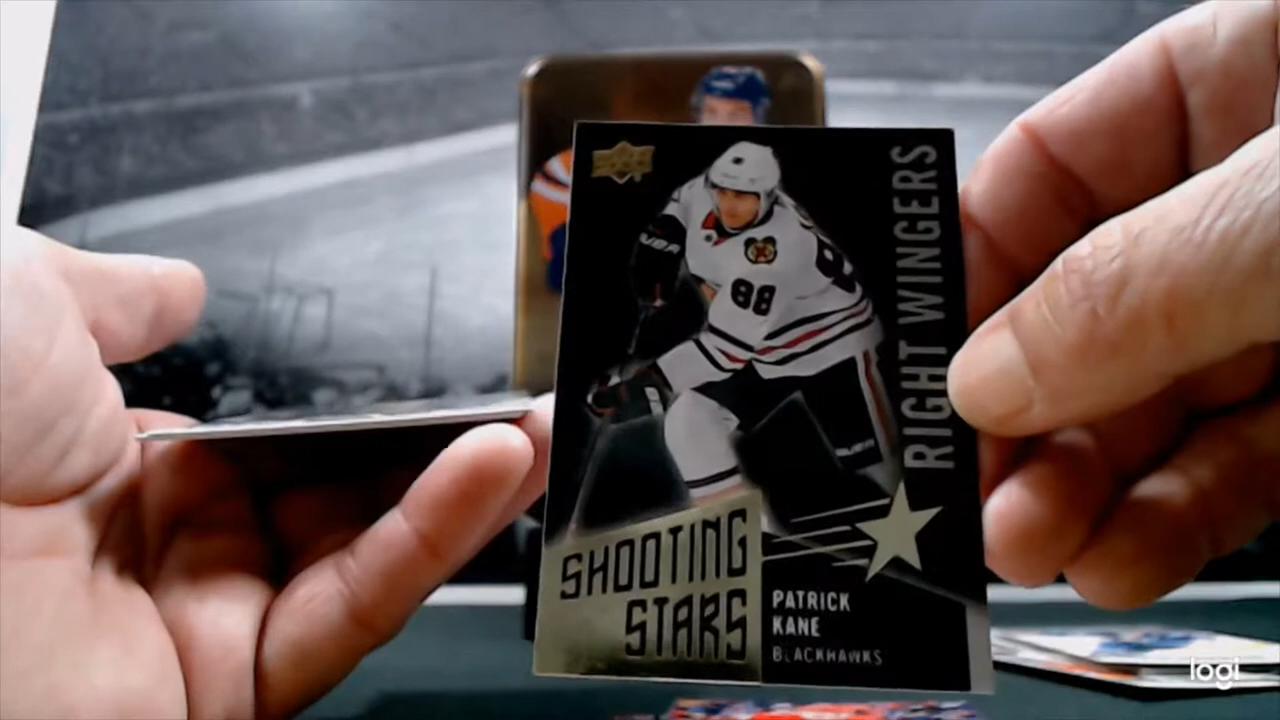 RIGHT WINGERS
88
SHOOTING
STARS
PATRICK
KANE
BLACKHAWKS
logi